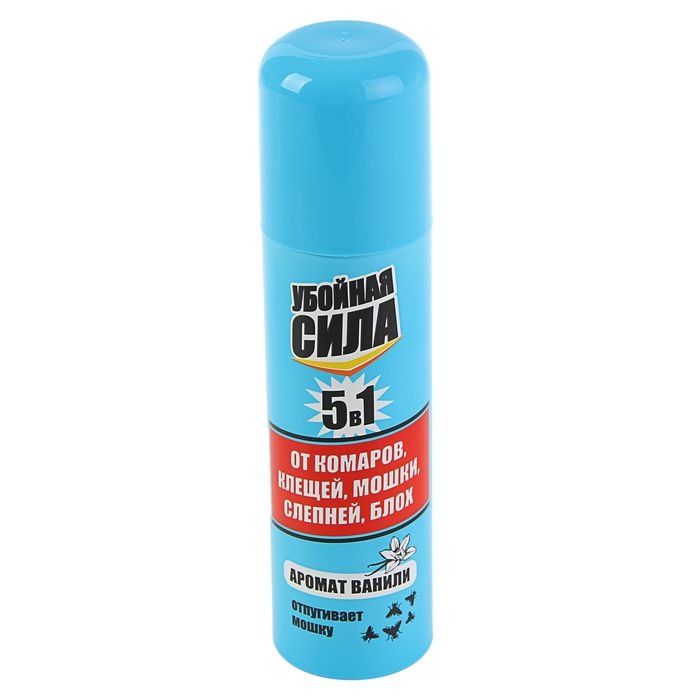 УБОЙНАЯ
СИЛА
5в1
ОТ КОМАРОВ,
КЛЕЩЕЙ, МОШКИ,
СЛЕПНЕЙ, БЛОХ
АРОМАТ ВАНИЛИ
отпугивает
мошку